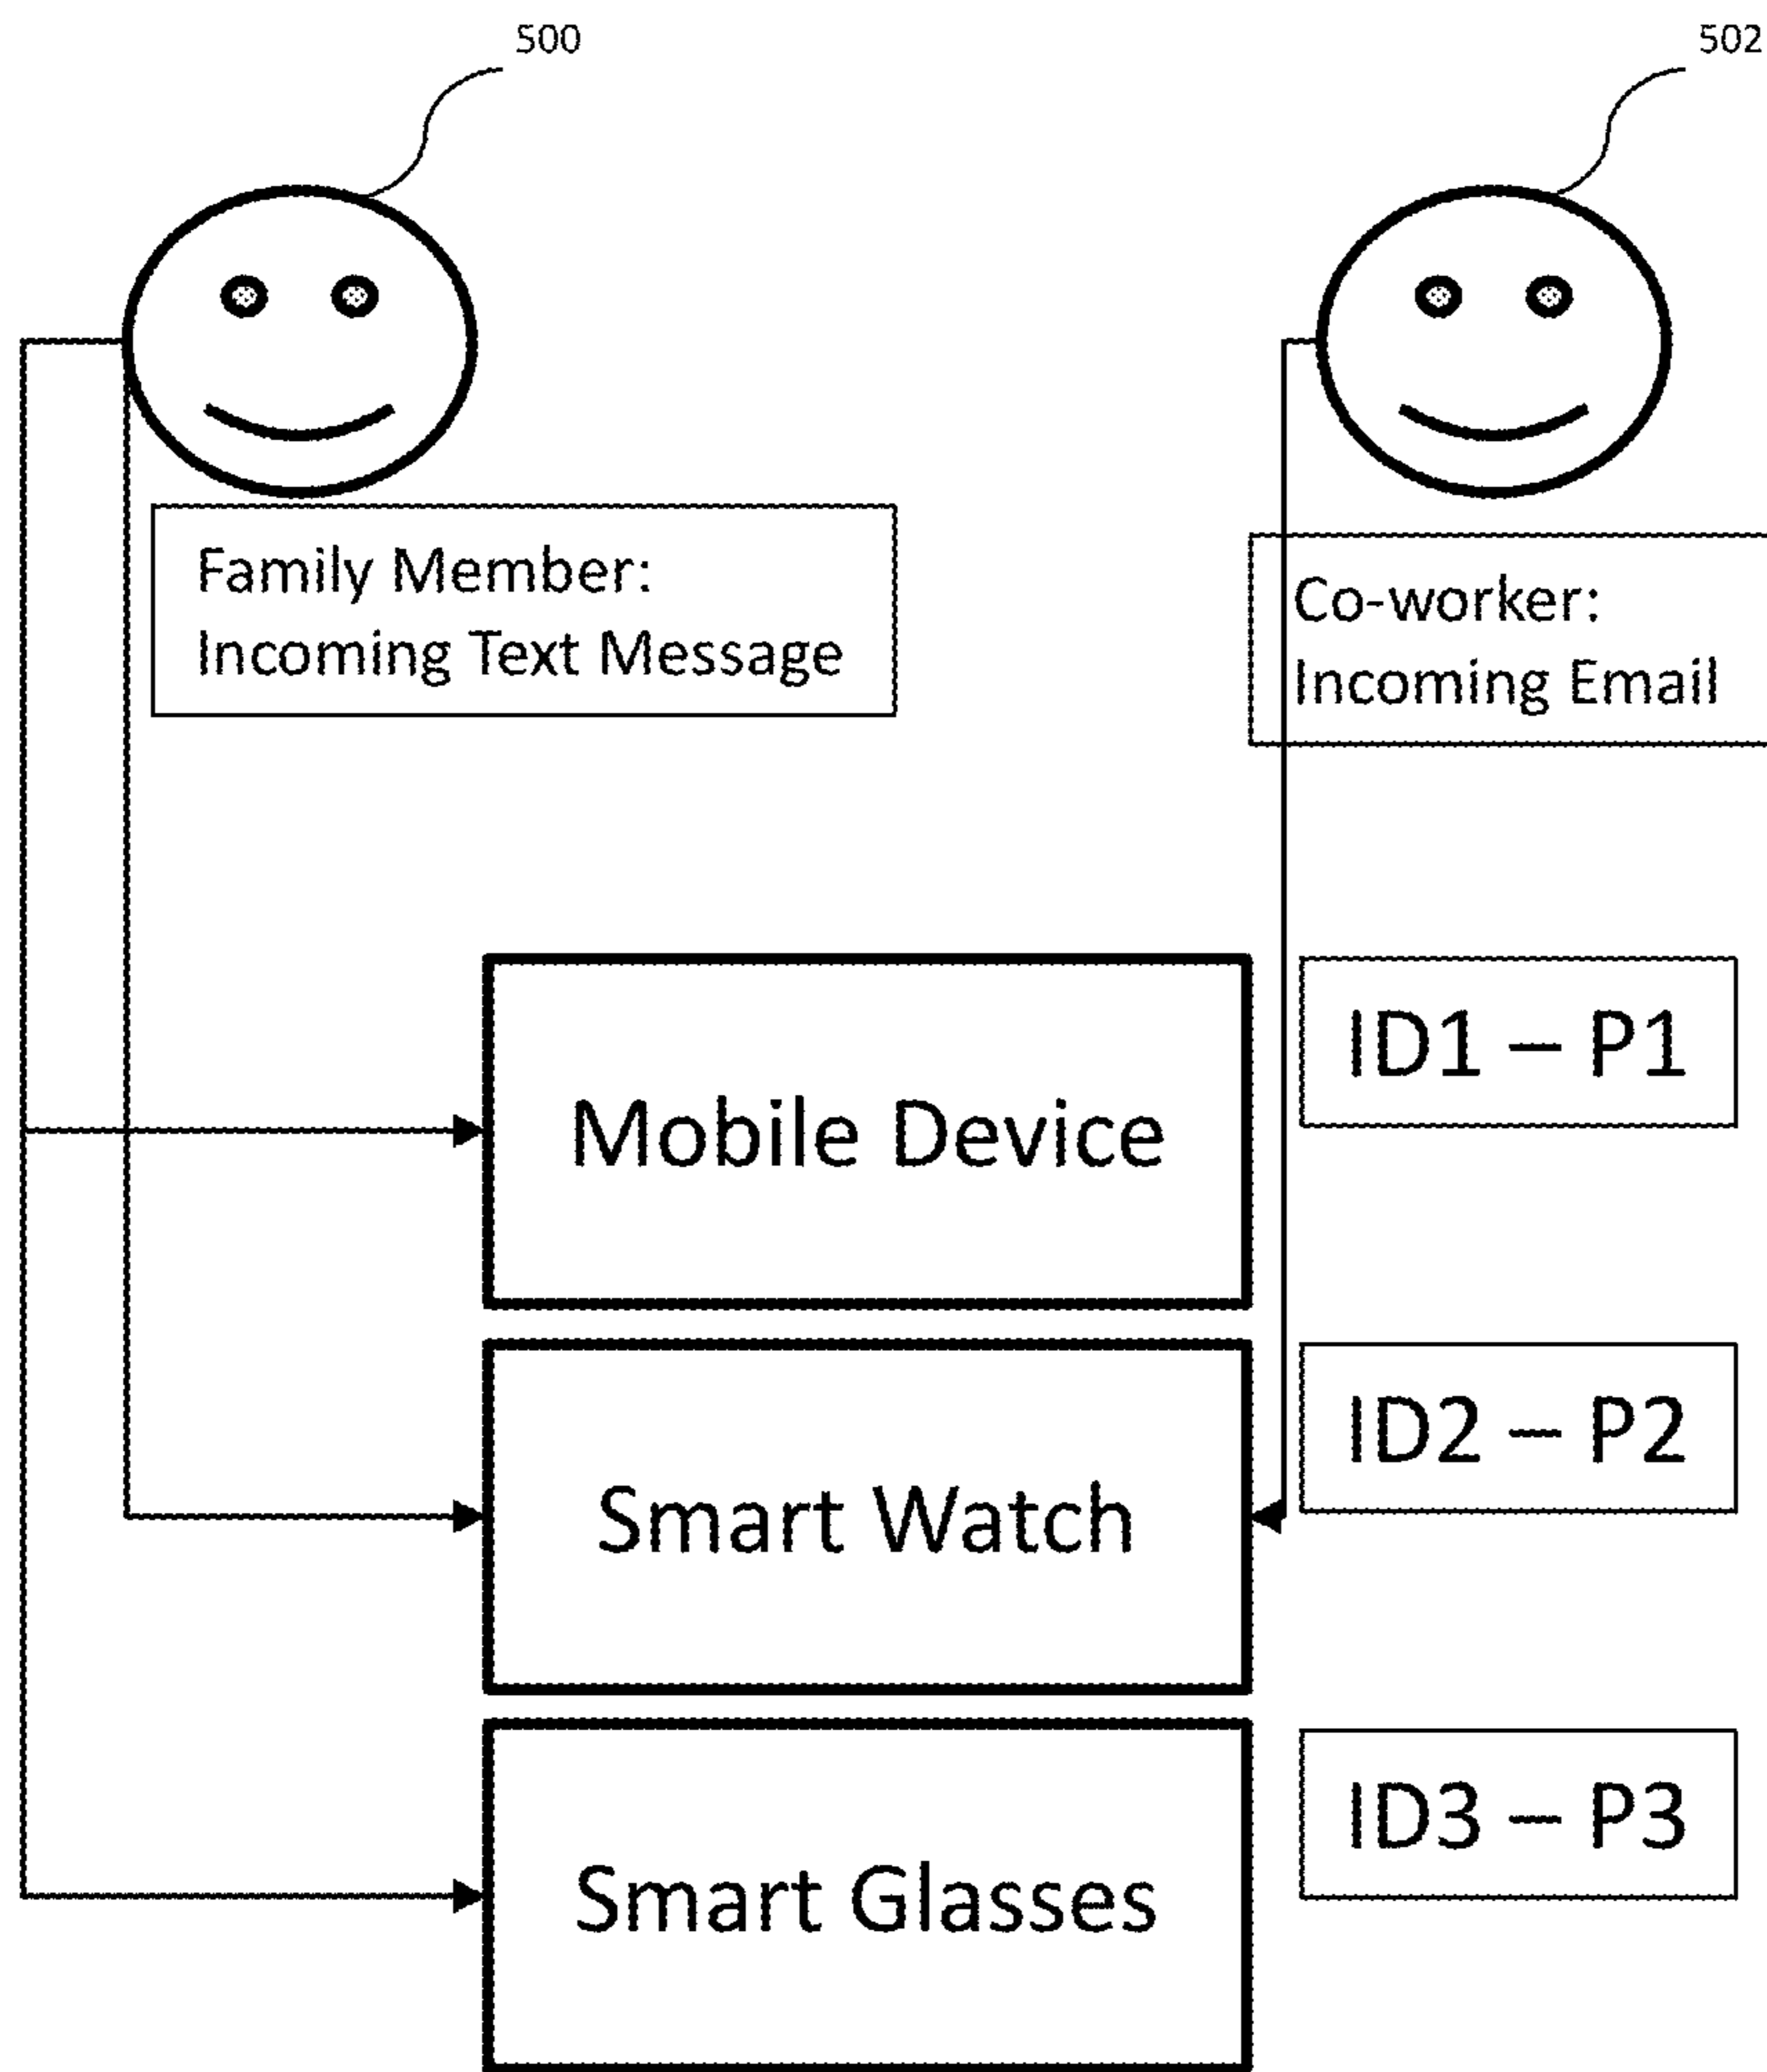 500
502
Family Member:
Incoming Text Message
Co-worker:
Incoming Email
Mobile Device
ID1 – P1
Smart Watch
ID2 – P2
Smart Glasses
ID3 – P3